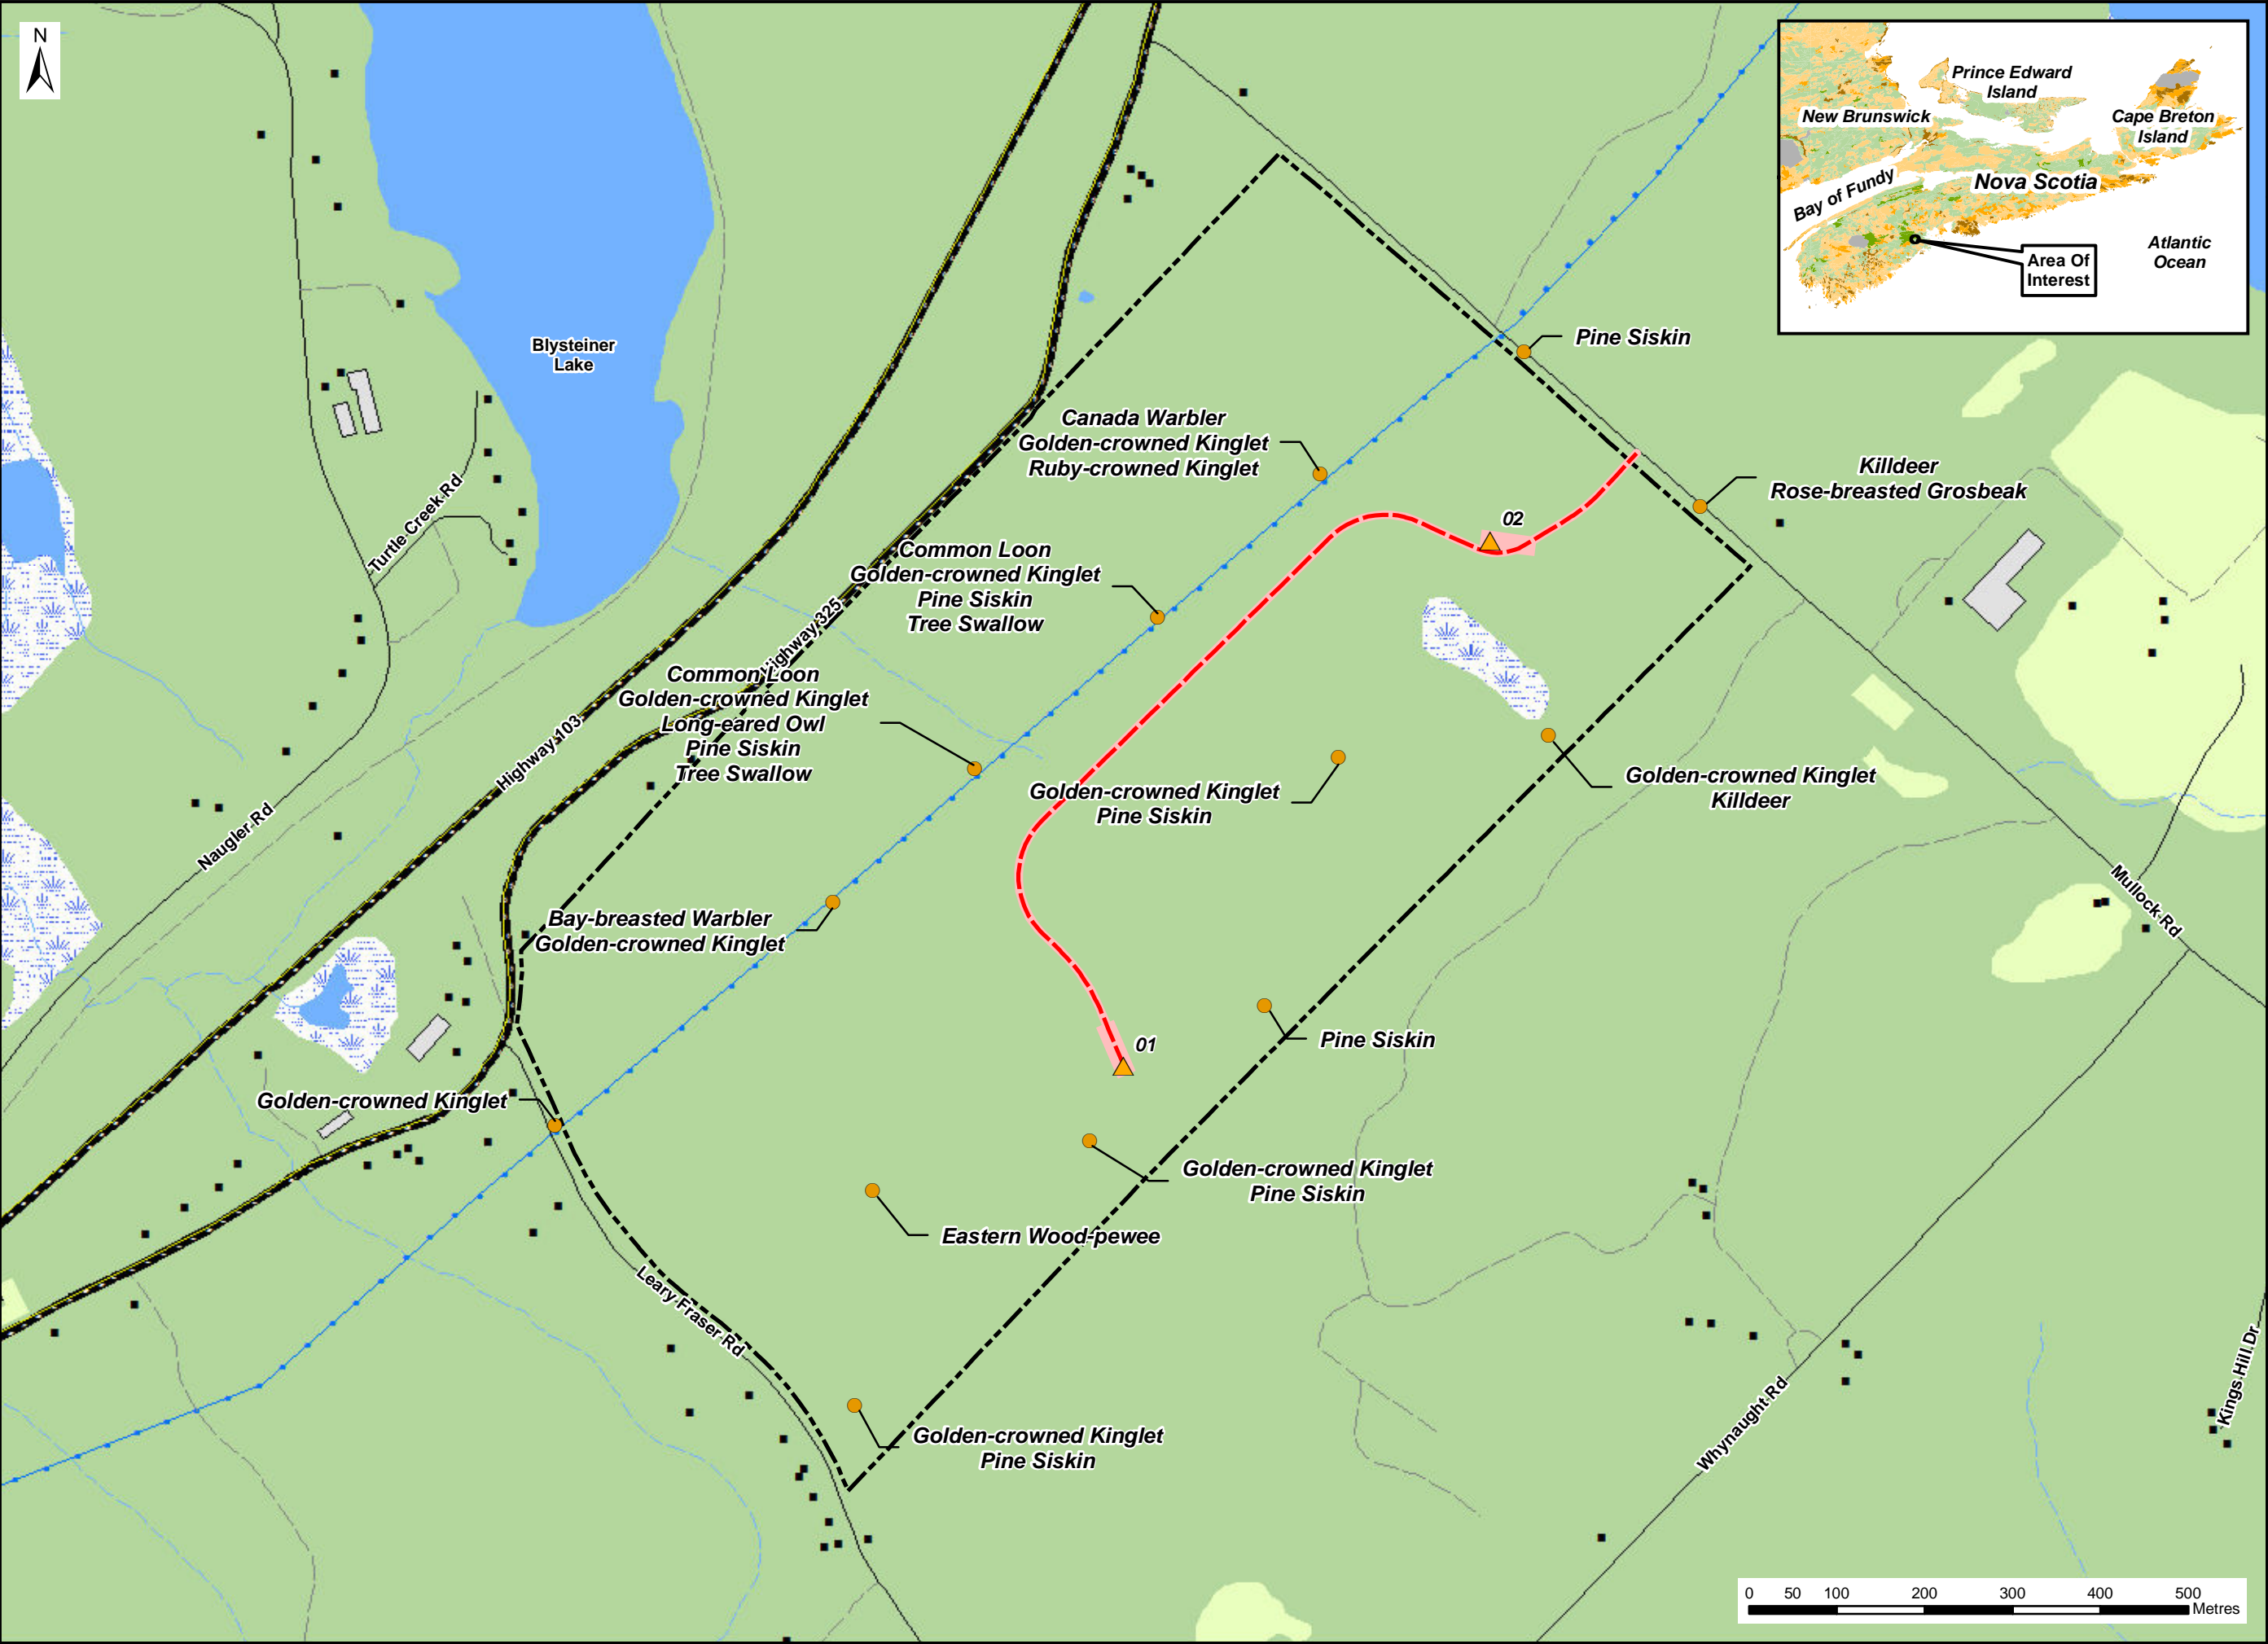 N
Prince Edward
Island
New Brunswick
Cape Breton
Island
Bay of Fundy
Nova Scotia
Atlantic
Ocean
Area Of
Interest
Blysteiner
Lake
Pine Siskin
Canada Warbler
Golden-crowned Kinglet
Ruby-crowned Kinglet
Killdeer
Rose-breasted Grosbeak
02
Turtle Creek Rd
Common Loon
Golden-crowned Kinglet
Pine Siskin
Tree Swallow
Highway 325
Common Loon
Golden-crowned Kinglet
Long-eared Owl
Pine Siskin
Tree Swallow
Highway 103
Golden-crowned Kinglet
Pine Siskin
Golden-crowned Kinglet
Killdeer
Naugler Rd
Mullock Rd
Bay-breasted Warbler
Golden-crowned Kinglet
01
Pine Siskin
Golden-crowned Kinglet
Golden-crowned Kinglet
Pine Siskin
Eastern Wood-pewee
Leary Fraser Rd
Golden-crowned Kinglet
Pine Siskin
Whynaught Rd
Kings Hill Dr
0 50 100 200 300 400 500
Metres